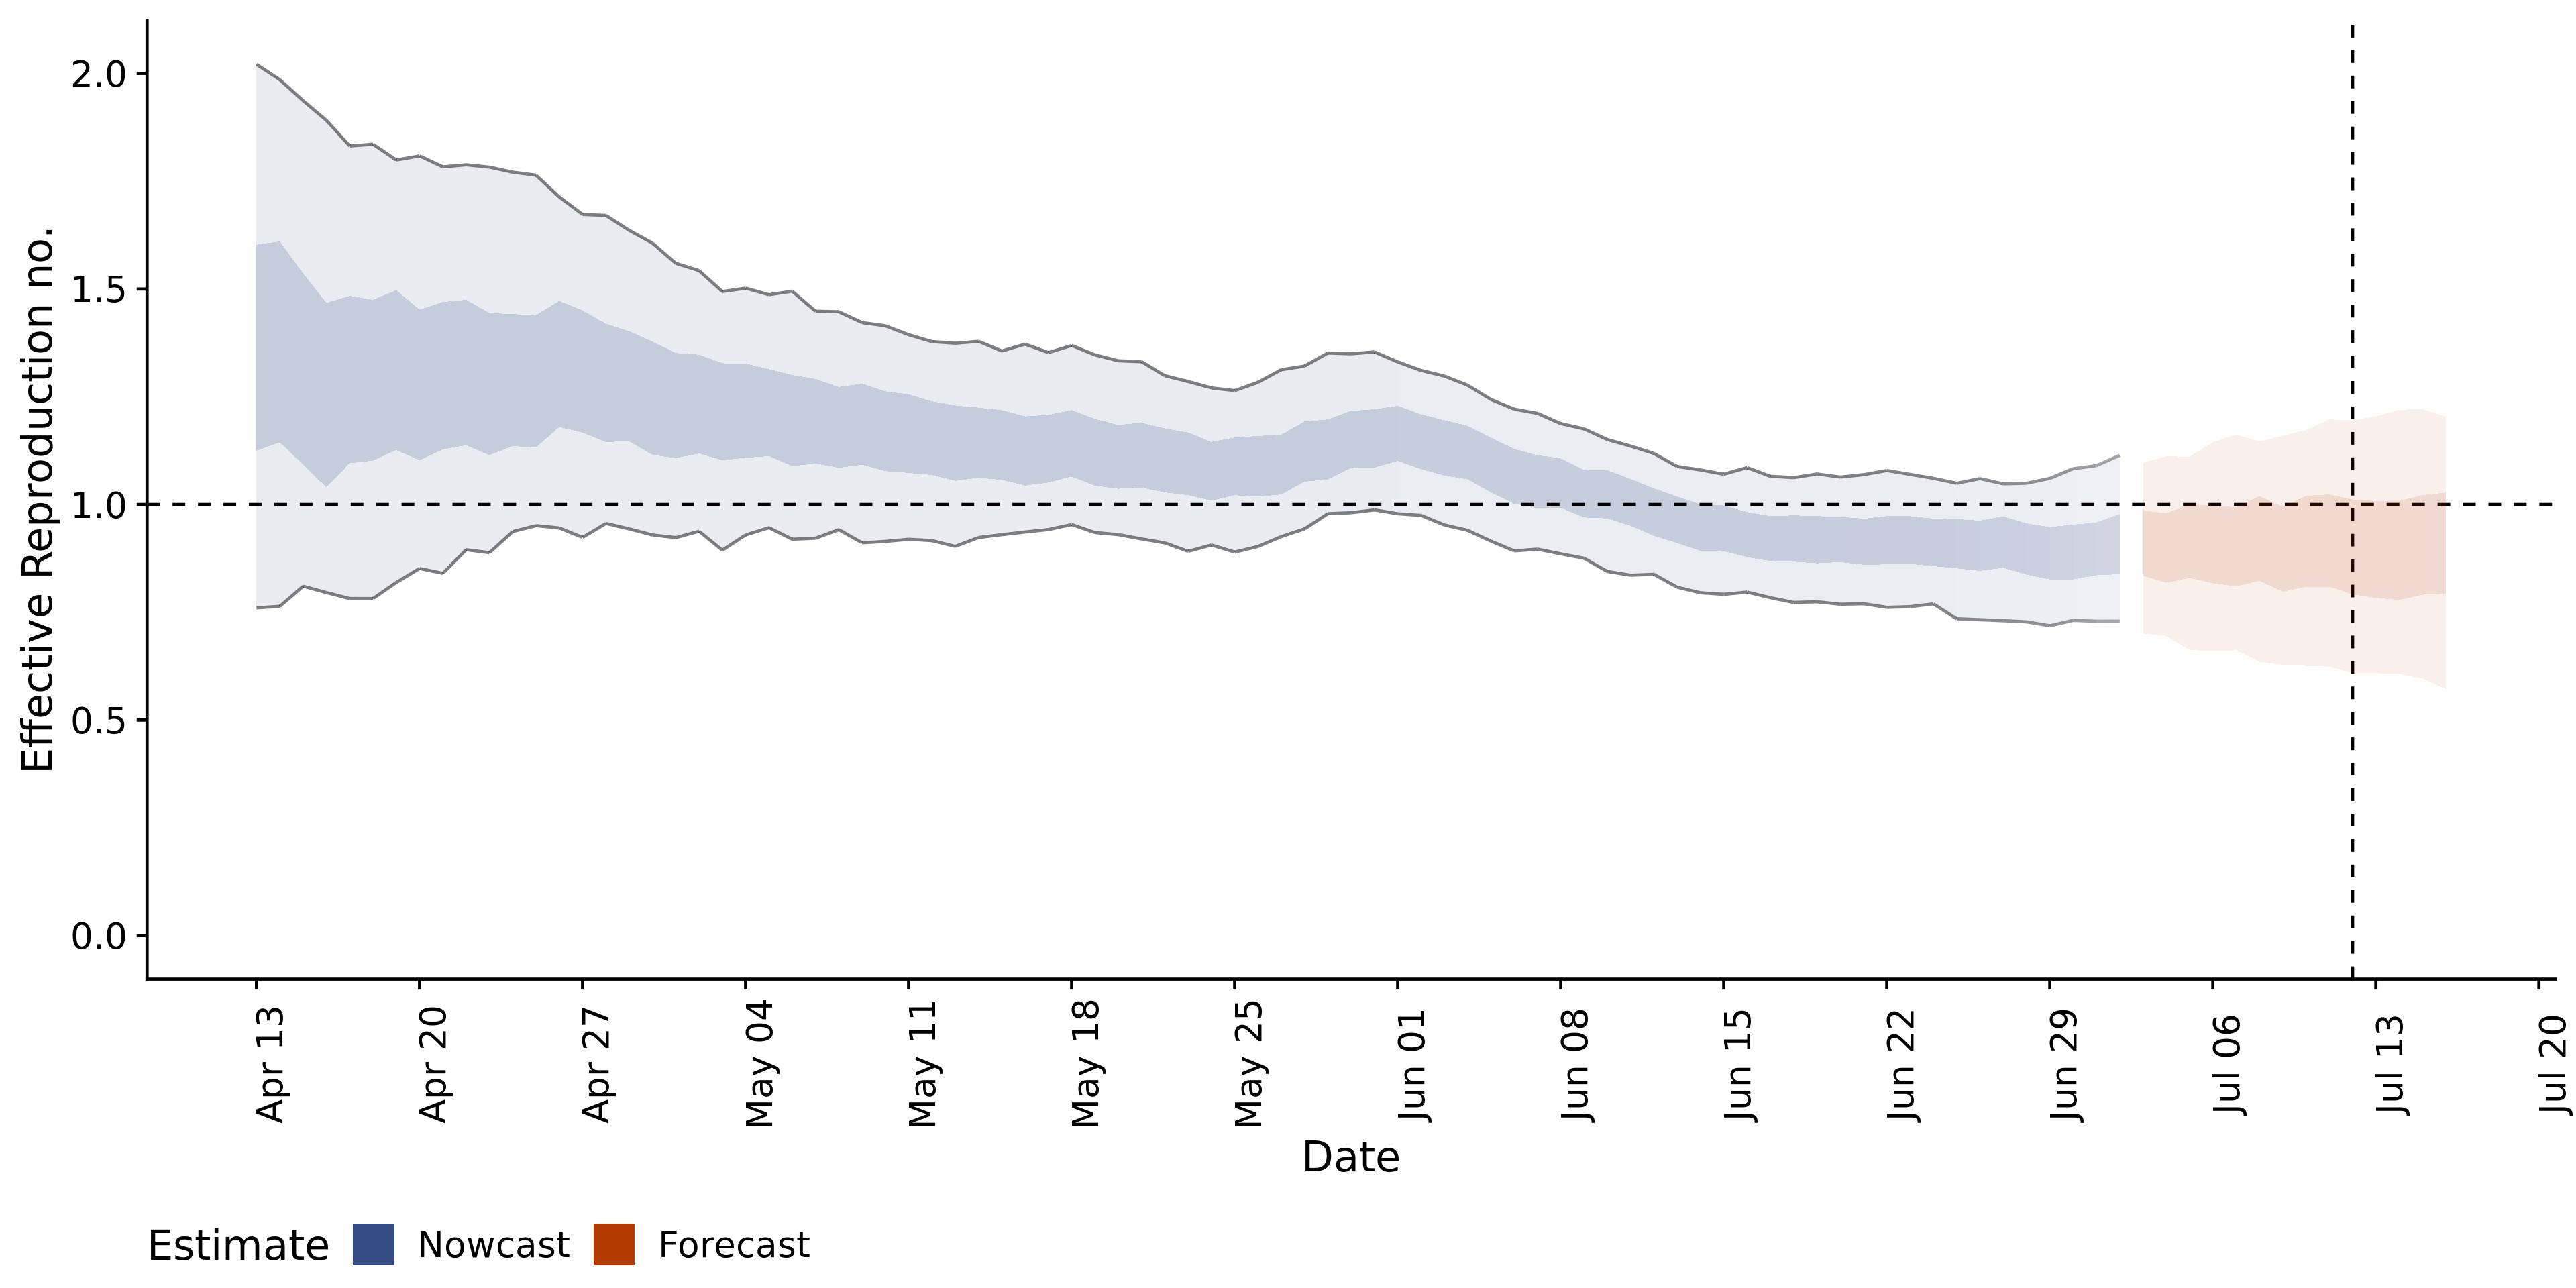 Effective Reproduction no.
2.0
1.5
1.0
0.5
0.0
Apr 13
Apr 20
Apr 27
May 04
May 11
May 18
May 25
Jun 01
Jun 08
Jun 15
Jun 22
Jun 29
Jul 06
Jul 13
Jul 20
Date
Estimate Nowcast Forecast